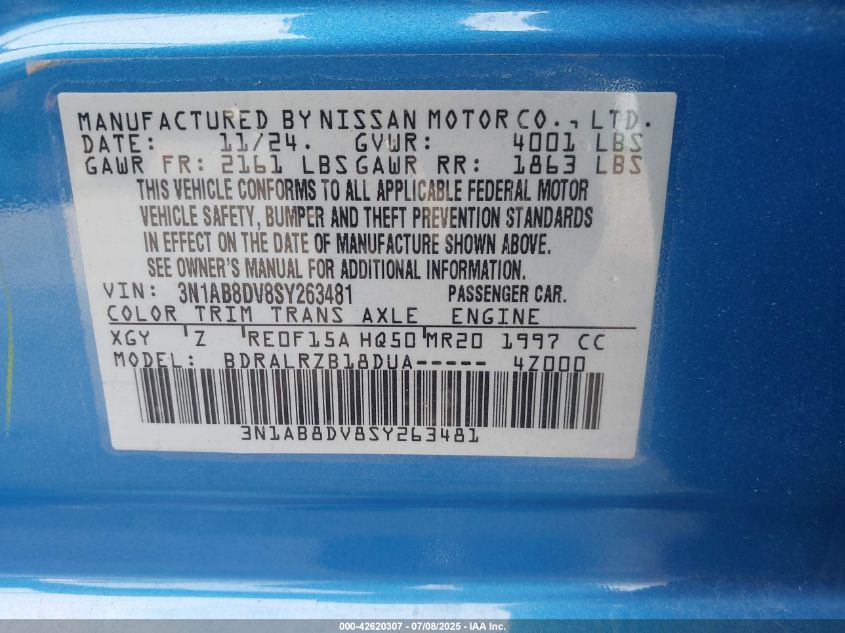 MANUFACTURED BY NISSAN MOTOR CO., LTD.
DATE: 11/24. GVWR: 4001 LBS
GAWR FR: 2161 LBS GAWR RR: 1863 LBS
THIS VEHICLE CONFORMS TO ALL APPLICABLE FEDERAL MOTOR
VEHICLE SAFETY, BUMPER AND THEFT PREVENTION STANDARDS
IN EFFECT ON THE DATE OF MANUFACTURE SHOWN ABOVE.
SEE OWNER'S MANUAL FOR ADDITIONAL INFORMATION.
VIN: 3N1AB8DV8SY263481 PASSENGER CAR.
COLOR TRIM TRANS AXLE ENGINE
XGY Z RE0F15A HQ50 MR20 1997 CC
MODEL: BDRALRZB18DUA----- 4Z000
3N1AB8DV8SY263481
000-42620307 - 07/08/2025 - IAA Inc.